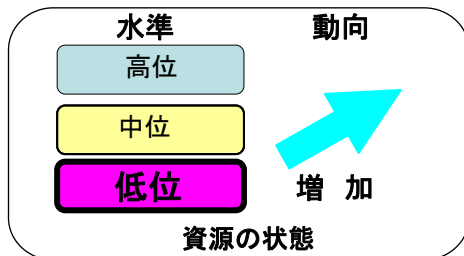 水準 動向
高位
中位
低位
増 加
資源の状態